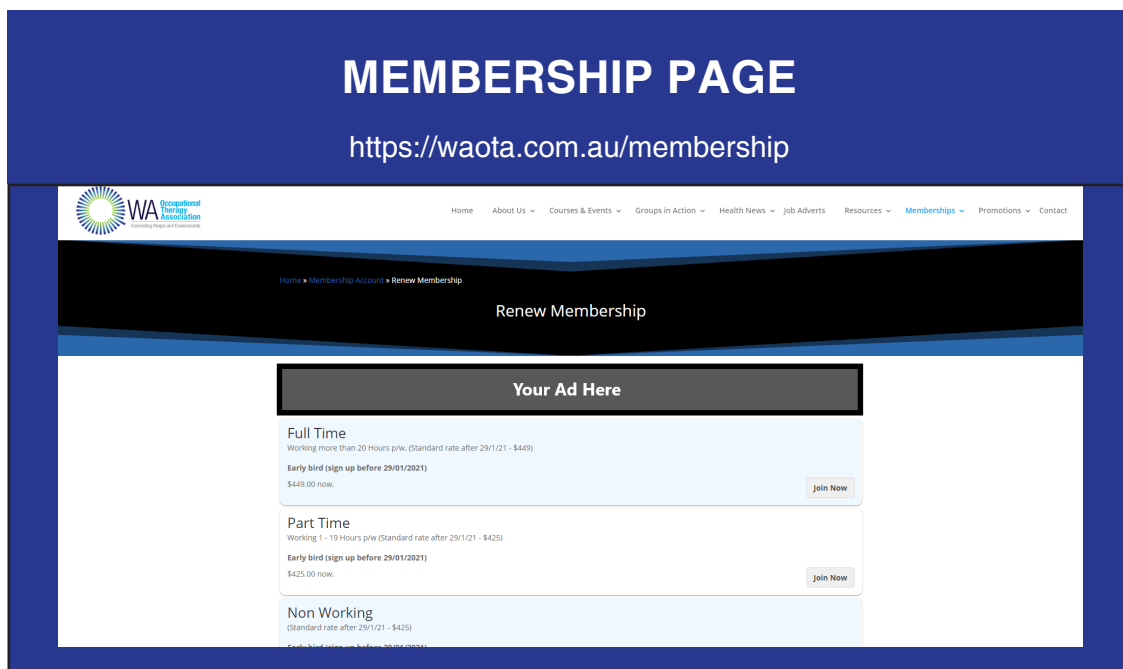 MEMBERSHIP PAGE
https://waota.com.au/membership
WA Occupational
Therapy
Association
Connecting People and Environments
Home About Us Courses & Events Groups in Action Health News Job Adverts Resources Memberships Promotions Contact
Home » Membership Account » Renew Membership
Renew Membership
Your Ad Here
Full Time
Working more than 20 Hours p/w. (Standard rate after 29/1/21 - $449)
Early bird (sign up before 29/01/2021)
$449.00 now.
Join Now
Part Time
Working 1 - 19 Hours p/w (Standard rate after 29/1/21 - $425)
Early bird (sign up before 29/01/2021)
$425.00 now.
Join Now
Non Working
(Standard rate after 29/1/21 - $425)